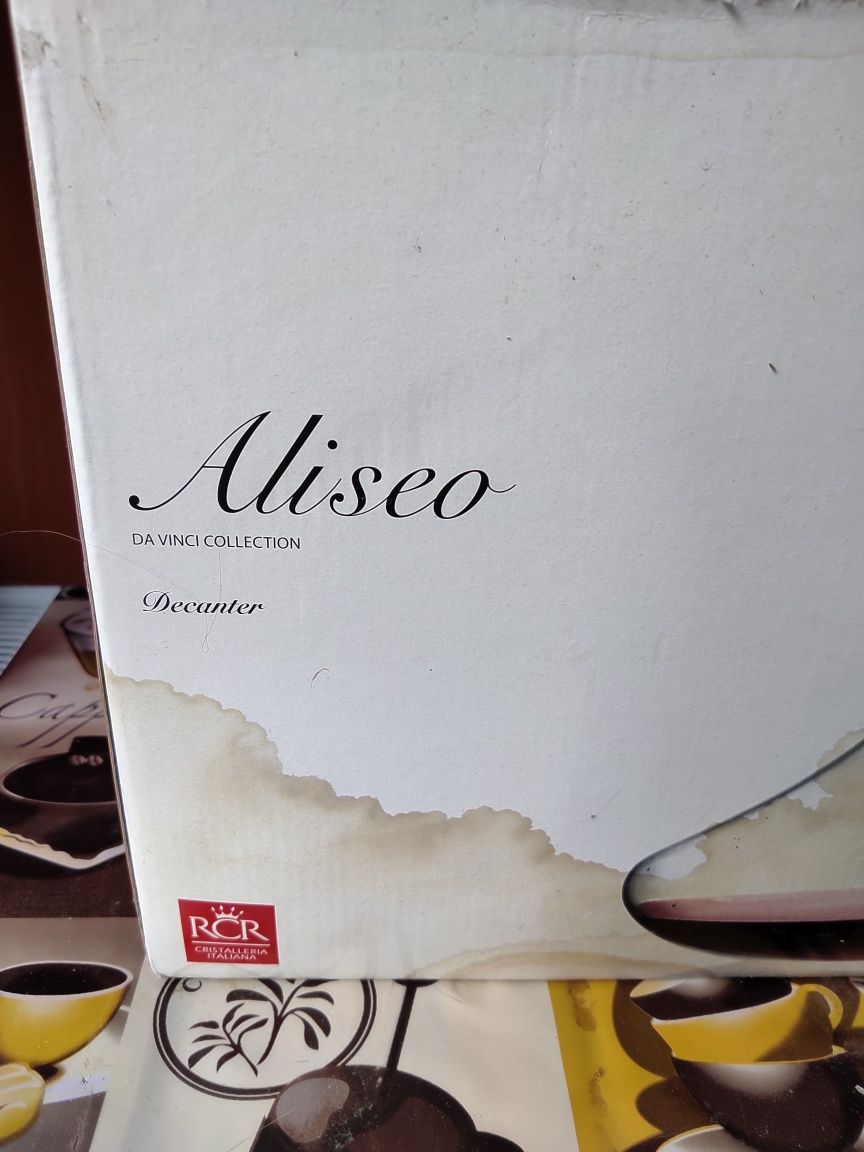 Aliseo
DA VINCI COLLECTION
Decanter
RCR
CRISTALLERIA
ITALIANA